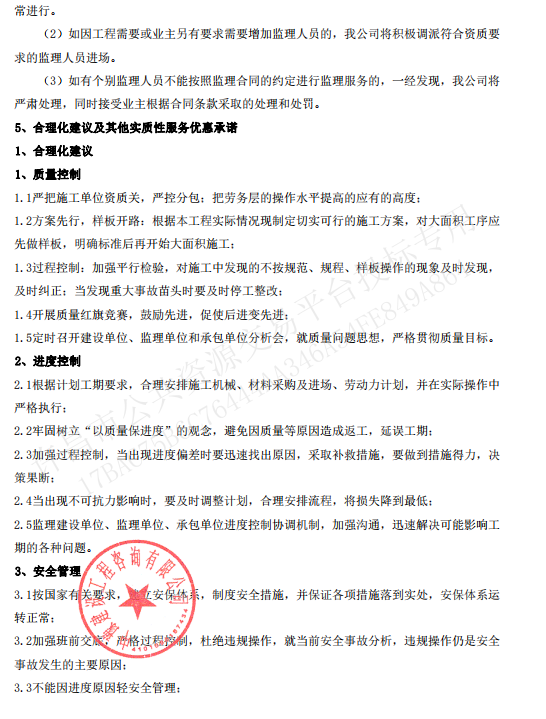 常进行。
（2）如因工程需要或业主另有要求需要增加监理人员的，我公司将积极调派符合资质要
求的监理人员进场。
（3）如有个别监理人员不能按照监理合同的约定进行监理服务的，一经发现，我公司将
严肃处理，同时接受业主根据合同条款采取的处理和处罚。
5、合理化建议及其他实质性服务优惠承诺
1、合理化建议
1、质量控制
1.1严把施工单位资质关，严控分包；把劳务层的操作水平提高的应有的高度；
1.2方案先行，样板开路：根据本工程实际情况现制定切实可行的施工方案，对大面积工序应
先做样板，明确标准后再开始大面积施工；
1.3过程控制：加强平行检验，对施工中发现的不按规范、规程、样板操作的现象及时发现，
及时纠正；当发现重大事故苗头时要及时停工整改；
1.4开展质量红旗竞赛，鼓励先进，促使后进变先进；
1.5定时召开建设单位、监理单位和承包单位分析会，就质量问题思想，严格贯彻质量目标。
2、进度控制
2.1根据计划工期要求，合理安排施工机械、材料采购及进场、劳动力计划，并在实际操作中
严格执行；
2.2牢固树立“以质量保进度”的观念，避免因质量等原因造成返工，延误工期；
2.3加强过程控制，当出现进度偏差时要迅速找出原因，采取补救措施，要做到措施得力，决
策果断；
2.4当出现不可抗力影响时，要及时调整计划，合理安排流程，将损失降到最低；
2.5监理建设单位、监理单位、承包单位进度控制协调机制，加强沟通，迅速解决可能影响工
期的各种问题。
3、安全管理
3.1按国家有关要求，建立安保体系，制度安全措施，并保证各项措施落到实处，安保体系运
转正常；
3.2加强班前交底，严格过程控制，杜绝违规操作，就当前安全事故分析，违规操作仍是安全
事故发生的主要原因；
3.3不能因进度原因轻安全管理；
工程咨询有限公司